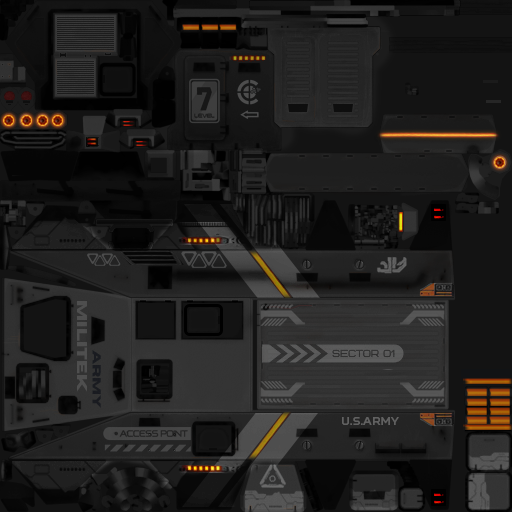 7
LEVEL
SECTOR 01
MILITEK
ARMY
ACCESS POINT
U.S.ARMY